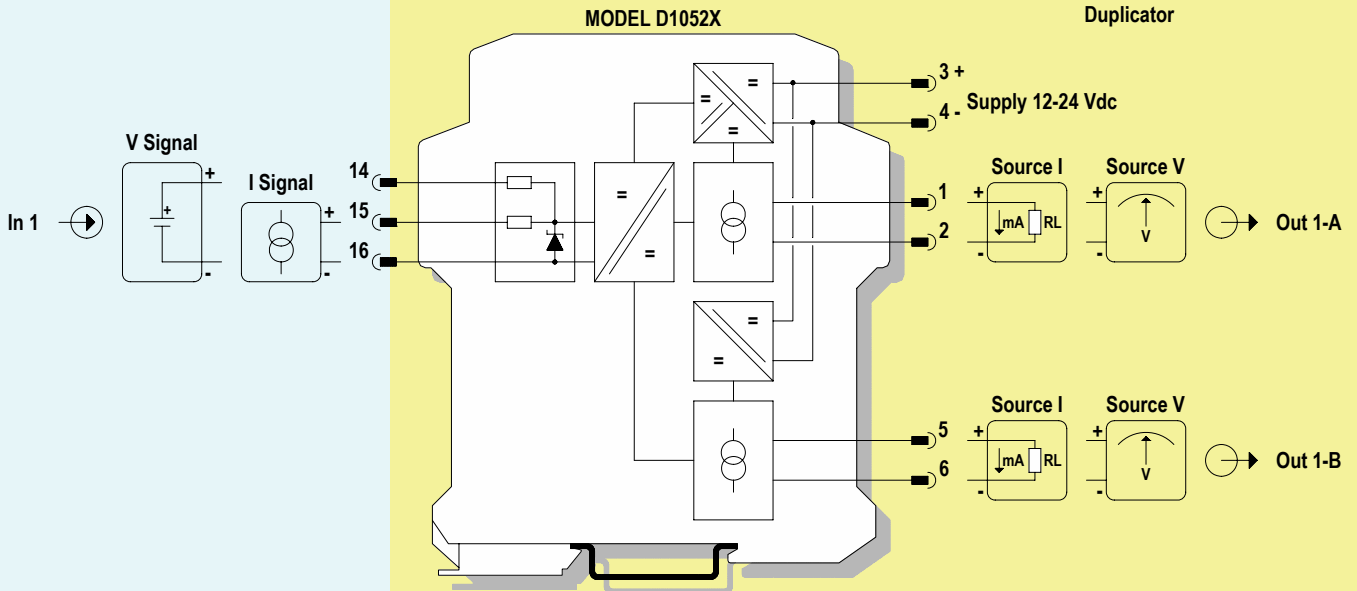 MODEL D1052X
Duplicator
3 +
4 -
Supply 12-24 Vdc
V Signal
+
+
-
I Signal
+
-
14
15
16
In 1
=
=
=
=
=
1
2
Source I
+
-
mA
RL
Source V
+
-
V
Out 1-A
=
=
5
6
Source I
+
-
mA
RL
Source V
+
-
V
Out 1-B